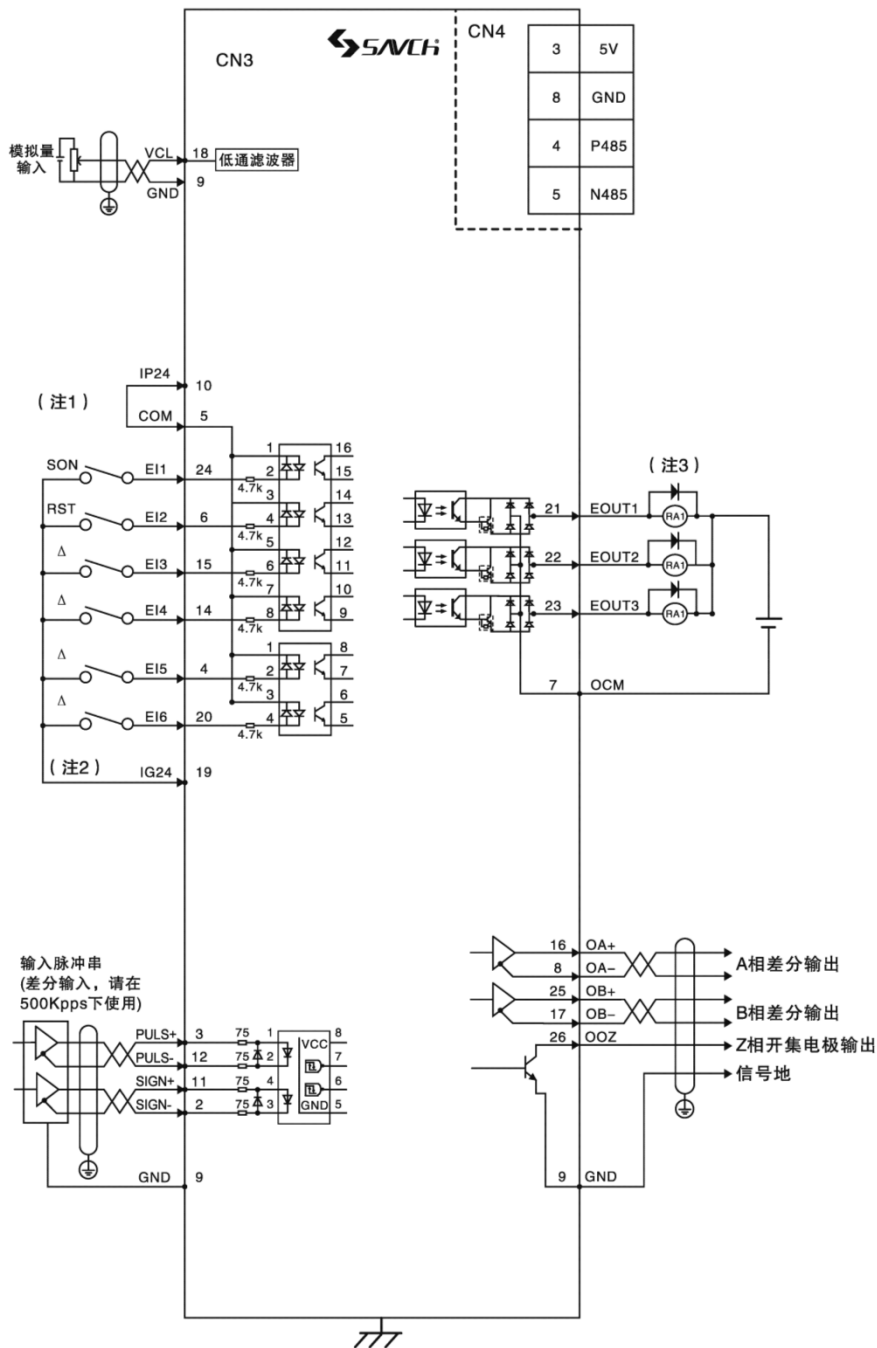 CN3
SAVCH
CN4
3 5V
8 GND
4 P485
5 N485
模拟量
输入
VCL 18 低通滤波器
GND 9
IP24 10
(注1)
COM 5
SON EI1 24 4.7k 1 2 16 15
RST EI2 6 4.7k 3 4 14 13
Δ EI3 15 4.7k 5 6 12 11
Δ EI4 14 4.7k 7 8 10 9
Δ EI5 4 4.7k 1 2 8 7
Δ EI6 20 4.7k 3 4 6 5
(注2)
IG24 19
(注3)
21 EOUT1 RA1
22 EOUT2 RA1
23 EOUT3 RA1
7 OCM
输入脉冲串
(差分输入，请在
500Kpps下使用)
PULS+ 3 75 1 VCC 8
PULS- 12 75 2 7
SIGN+ 11 75 4 6
SIGN- 2 75 3 GND 5
GND 9
16 OA+
8 OA-
A相差分输出
25 OB+
17 OB-
B相差分输出
26 OOZ Z相开集电极输出
信号地
9 GND